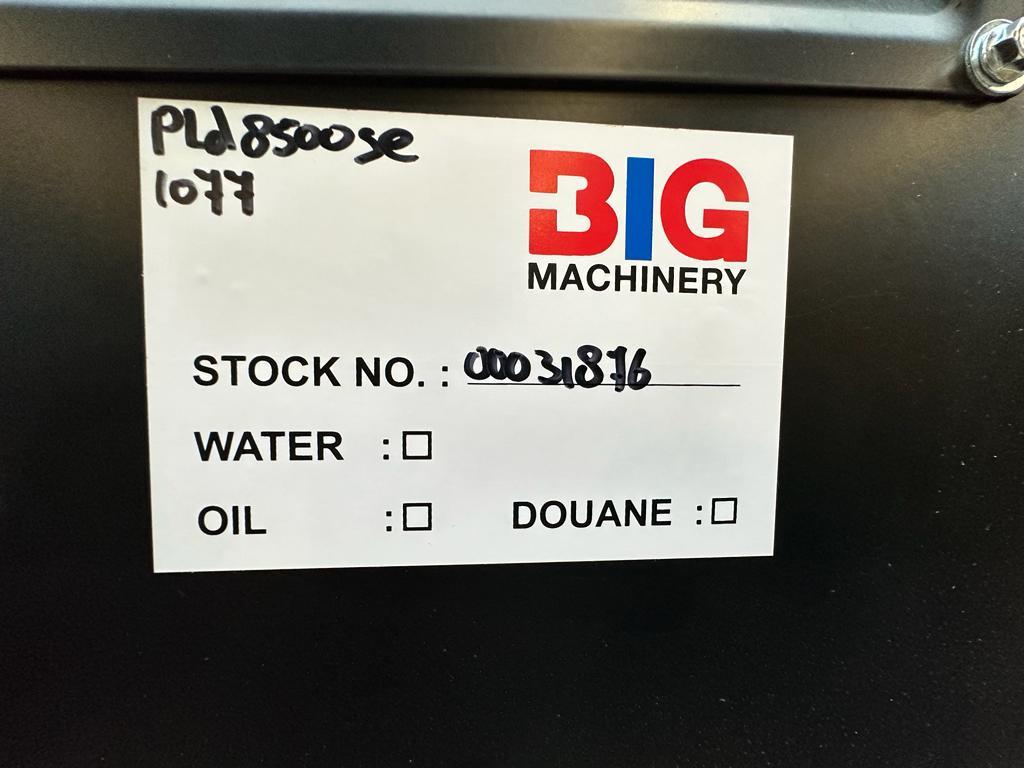 PLd8500se
1077
BIG
MACHINERY
STOCK NO. : 00031876
WATER : ☐
OIL : ☐ DOUANE : ☐